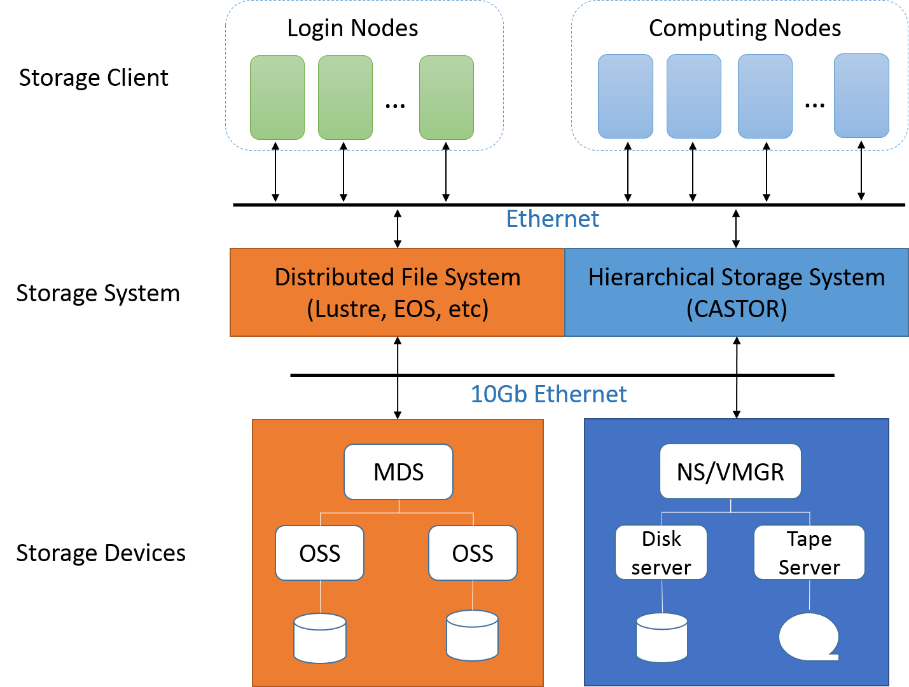 Login Nodes
Computing Nodes
Storage Client
...
...
Ethernet
Storage System
Distributed File System
(Lustre, EOS, etc)
Hierarchical Storage System
(CASTOR)
10Gb Ethernet
Storage Devices
MDS
OSS
OSS
NS/VMGR
Disk
server
Tape
Server